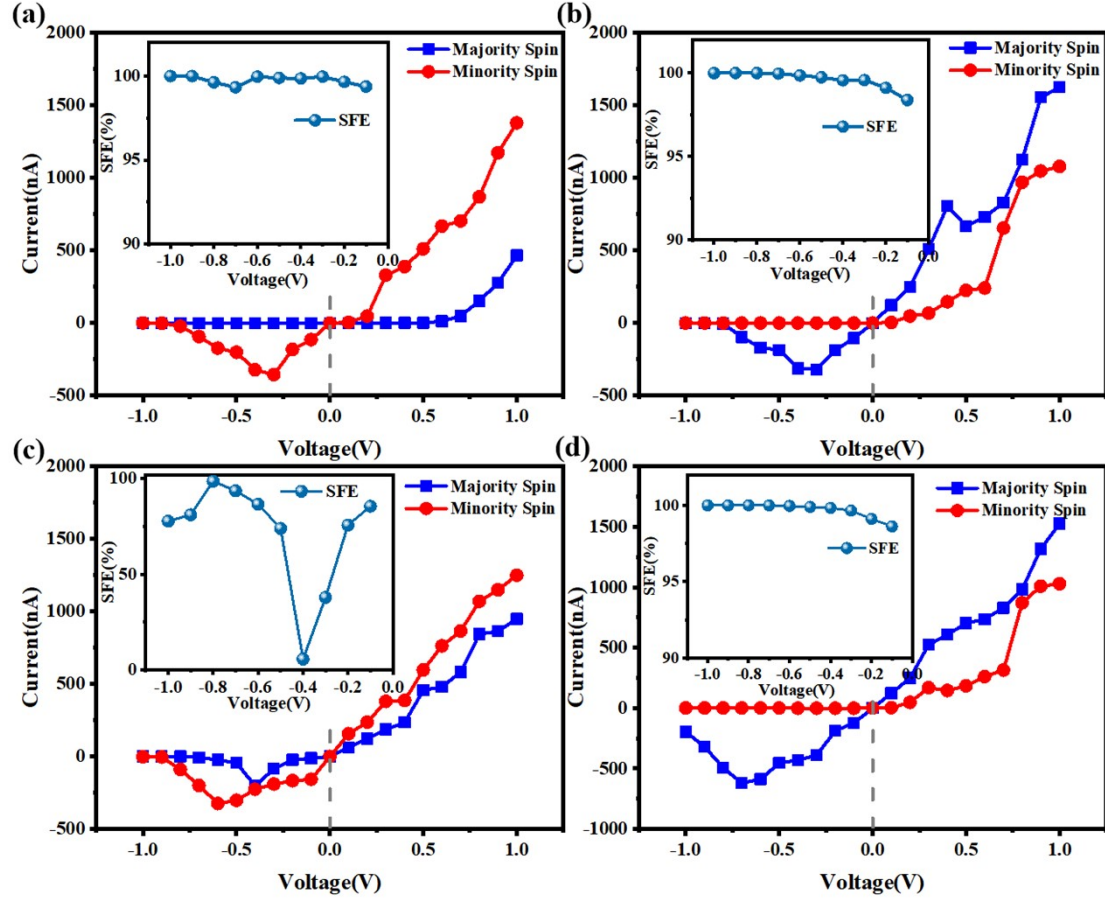 (a)
2000
1500
1000
500
0
-500
Current(nA)
Majority Spin
Minority Spin
100
95
90
SFE(%)
SFE
-1.0 -0.8 -0.6 -0.4 -0.2 0.0
Voltage(V)
-1.0 -0.5 0.0 0.5 1.0
Voltage(V)
(b)
2000
1500
1000
500
0
-500
Current(nA)
Majority Spin
Minority Spin
100
95
90
SFE(%)
SFE
-1.0 -0.8 -0.6 -0.4 -0.2 0.0
Voltage(V)
-1.0 -0.5 0.0 0.5 1.0
Voltage(V)
(c)
2000
1500
1000
500
0
-500
Current(nA)
Majority Spin
Minority Spin
100
50
0
SFE(%)
SFE
-1.0 -0.8 -0.6 -0.4 -0.2 0.0
Voltage(V)
-1.0 -0.5 0.0 0.5 1.0
Voltage(V)
(d)
2000
1500
1000
500
0
-500
-1000
Current(nA)
Majority Spin
Minority Spin
100
95
90
SFE(%)
SFE
-1.0 -0.8 -0.6 -0.4 -0.2 0.0
Voltage(V)
-1.0 -0.5 0.0 0.5 1.0
Voltage(V)